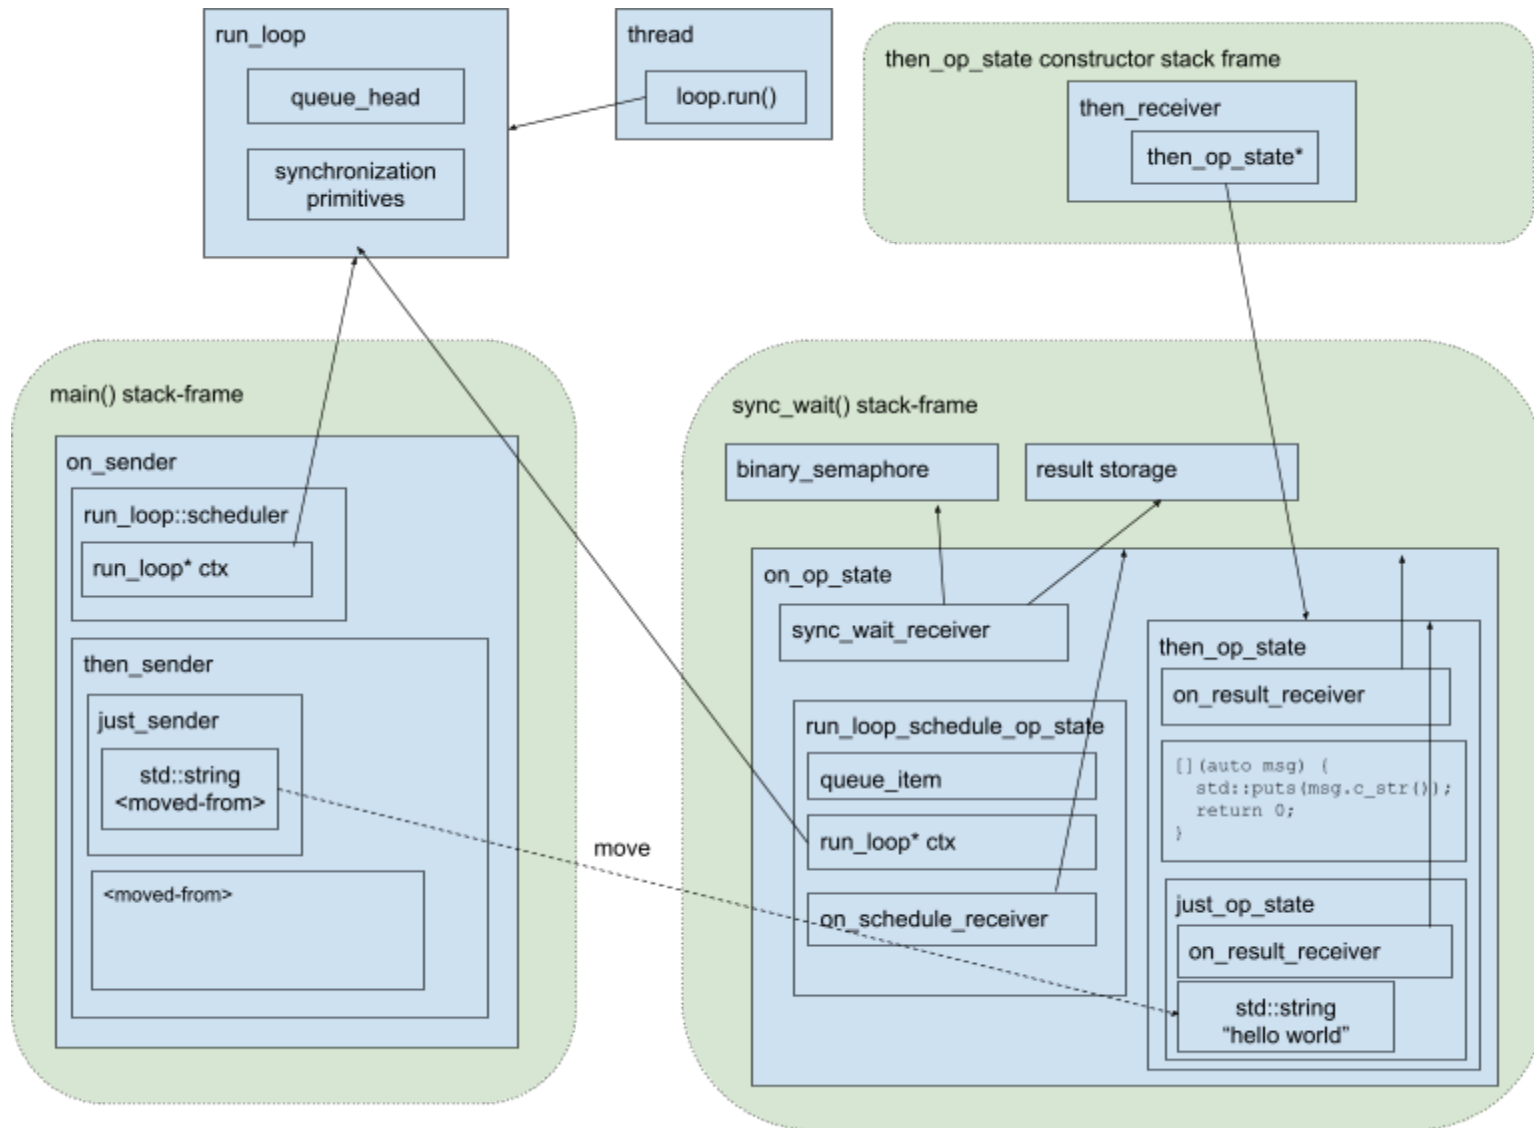 run_loop
queue_head
synchronization
primitives
thread
loop.run()
then_op_state constructor stack frame
then_receiver
then_op_state*
main() stack-frame
on_sender
run_loop::scheduler
run_loop* ctx
then_sender
just_sender
std::string
<moved-from>
<moved-from>
move
sync_wait() stack-frame
binary_semaphore
result storage
on_op_state
sync_wait_receiver
run_loop_schedule_op_state
queue_item
run_loop* ctx
on_schedule_receiver
then_op_state
on_result_receiver
[](auto msg) {
std::puts(msg.c_str());
return 0;
}
just_op_state
on_result_receiver
std::string
“hello world”